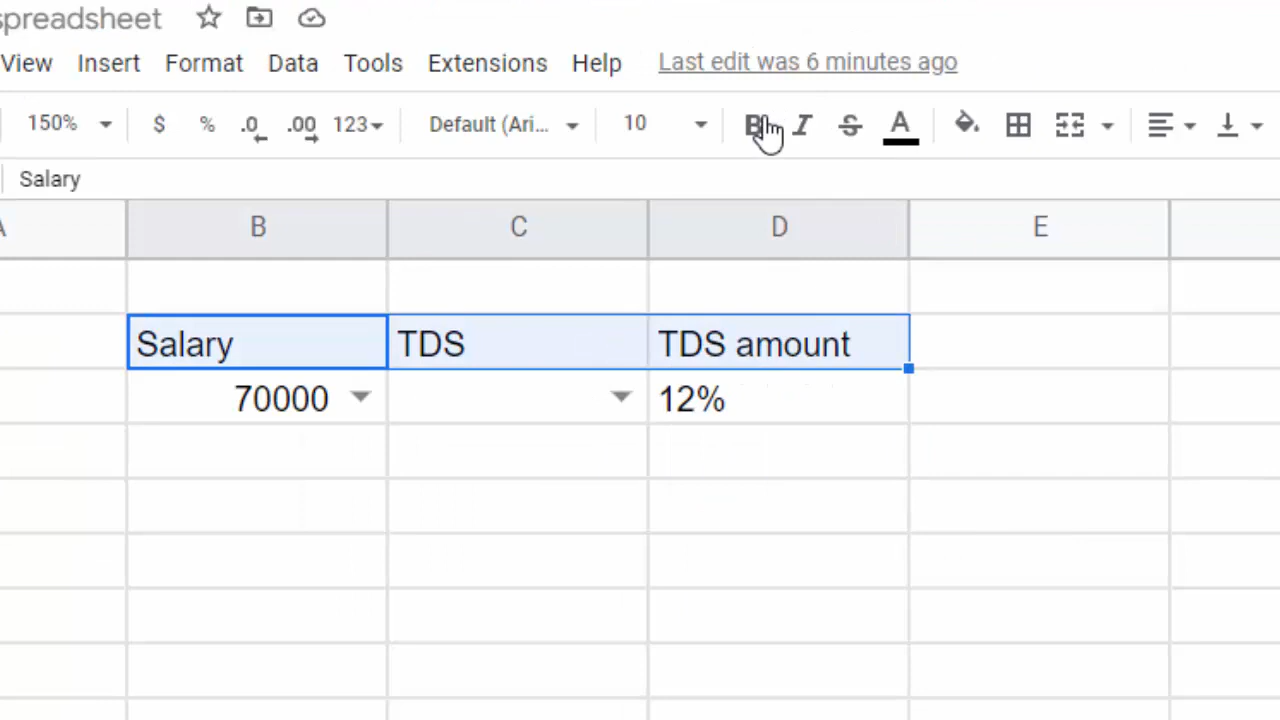 spreadsheet
View Insert Format Data Tools Extensions Help Last edit was 6 minutes ago
150% $ % .0 .00 123 Default (Ari... 10 B I S A
Salary
A B C D E
Salary TDS TDS amount
70000 12%